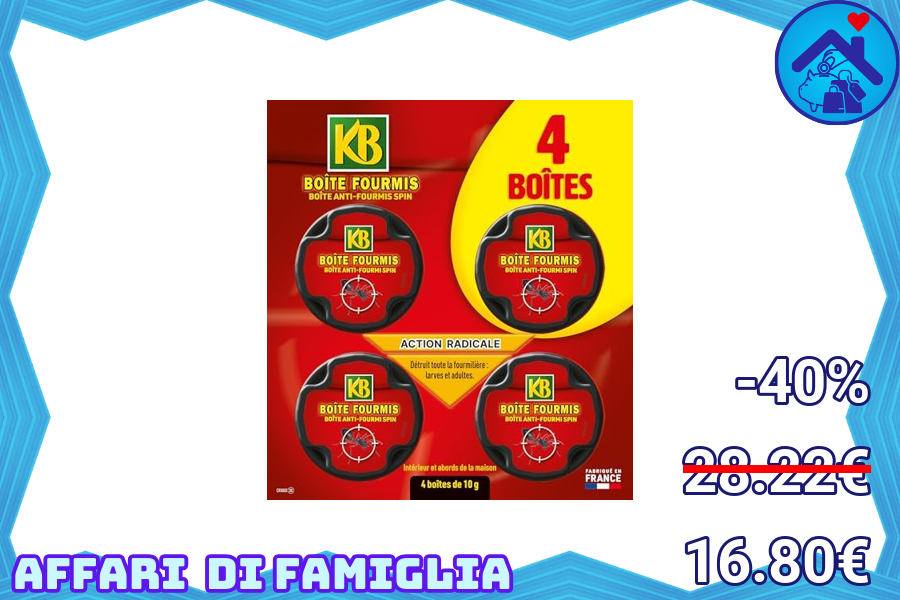 KB
BOÎTE FOURMIS
BOÎTE ANTI-FOURMIS SPIN
4
BOÎTES
KB
BOÎTE FOURMIS
BOÎTE ANTI-FOURMI SPIN
KB
BOÎTE FOURMIS
BOÎTE ANTI-FOURMI SPIN
ACTION RADICALE
Détruit toute la fourmilière :
larves et adultes.
KB
BOÎTE FOURMIS
BOÎTE ANTI-FOURMI SPIN
KB
BOÎTE FOURMIS
BOÎTE ANTI-FOURMI SPIN
Intérieur et abords de la maison
4 boîtes de 10 g
FABRIQUÉ EN
FRANCE
-40%
28.22€
16.80€
AFFARI DI FAMIGLIA